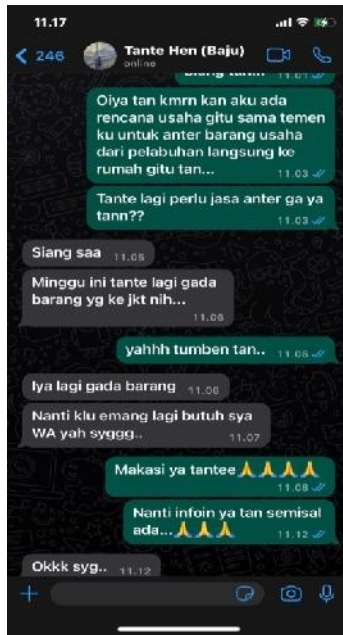 11.17
246
Tante Hen (Baju)
online
11.01
Oiya tan kmrn kan aku ada
rencana usaha gitu sama temen
ku untuk anter barang usaha
dari pelabuhan langsung ke
rumah gitu tan...
11.03
Tante lagi perlu jasa anter ga ya
tann??
11.03
Siang saa
11.05
Minggu ini tante lagi gada
barang yg ke jkt nih...
11.06
yahhh tumben tan..
11.06
Iya lagi gada barang
11.06
Nanti klu emang lagi butuh sya
WA yah syggg..
11.07
Makasi ya tantee🙏🙏🙏🙏
11.08
Nanti infoin ya tan semisal
ada...🙏🙏🙏
11.12
Okkk syg..
11.12